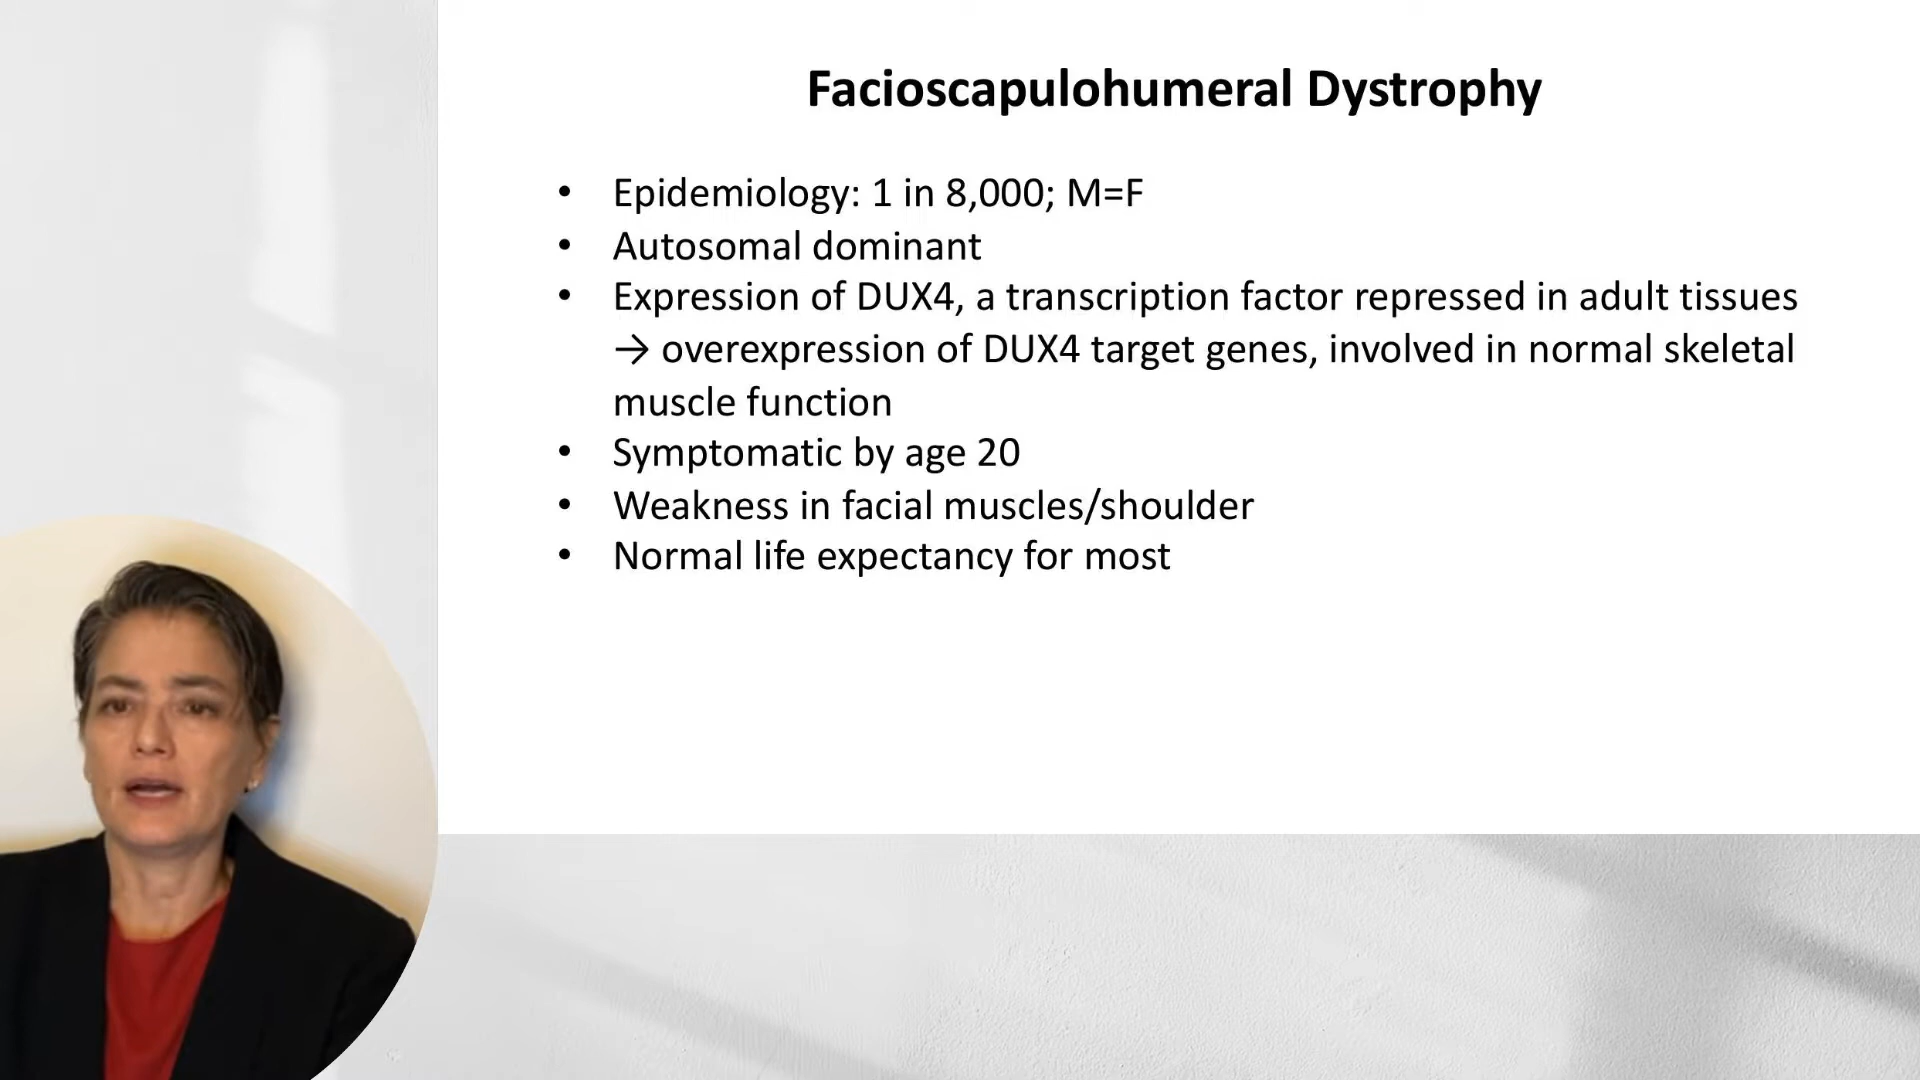 Facioscapulohumeral Dystrophy
• Epidemiology: 1 in 8,000; M=F
• Autosomal dominant
• Expression of DUX4, a transcription factor repressed in adult tissues
→ overexpression of DUX4 target genes, involved in normal skeletal
muscle function
• Symptomatic by age 20
• Weakness in facial muscles/shoulder
• Normal life expectancy for most